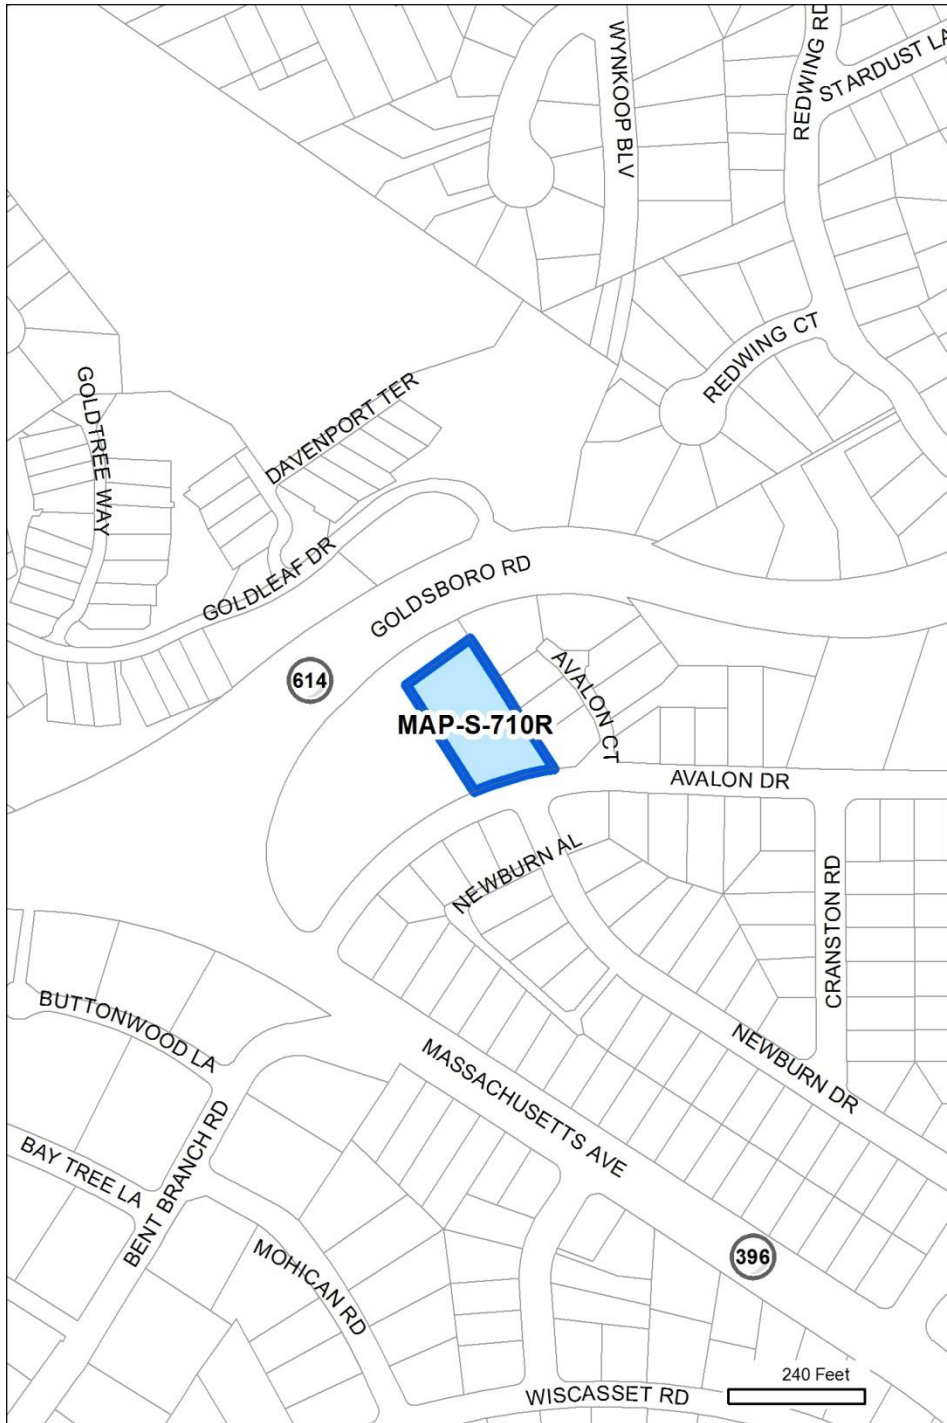 WYNKOOP BLV
REDWING RD
STARDUST LA
REDWING CT
GOLDTREE WAY
DAVENPORT TER
GOLDLEAF DR
GOLDSBORO RD
614
AVALON CT
MAP-S-710R
AVALON DR
NEWBURN AL
CRANSTON RD
BUTTONWOOD LA
NEWBURN DR
MASSACHUSETTS AVE
BENT BRANCH RD
BAY TREE LA
MOHICAN RD
396
240 Feet
WISCASSET RD